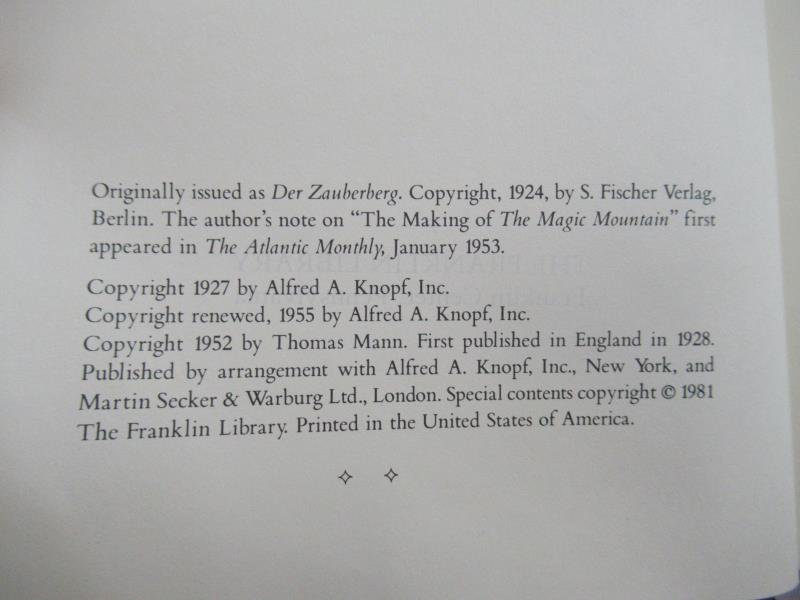 Originally issued as Der Zauberberg. Copyright, 1924, by S. Fischer Verlag,
Berlin. The author's note on "The Making of The Magic Mountain" first
appeared in The Atlantic Monthly, January 1953.
Copyright 1927 by Alfred A. Knopf, Inc.
Copyright renewed, 1955 by Alfred A. Knopf, Inc.
Copyright 1952 by Thomas Mann. First published in England in 1928.
Published by arrangement with Alfred A. Knopf, Inc., New York, and
Martin Secker & Warburg Ltd., London. Special contents copyright © 1981
The Franklin Library. Printed in the United States of America.